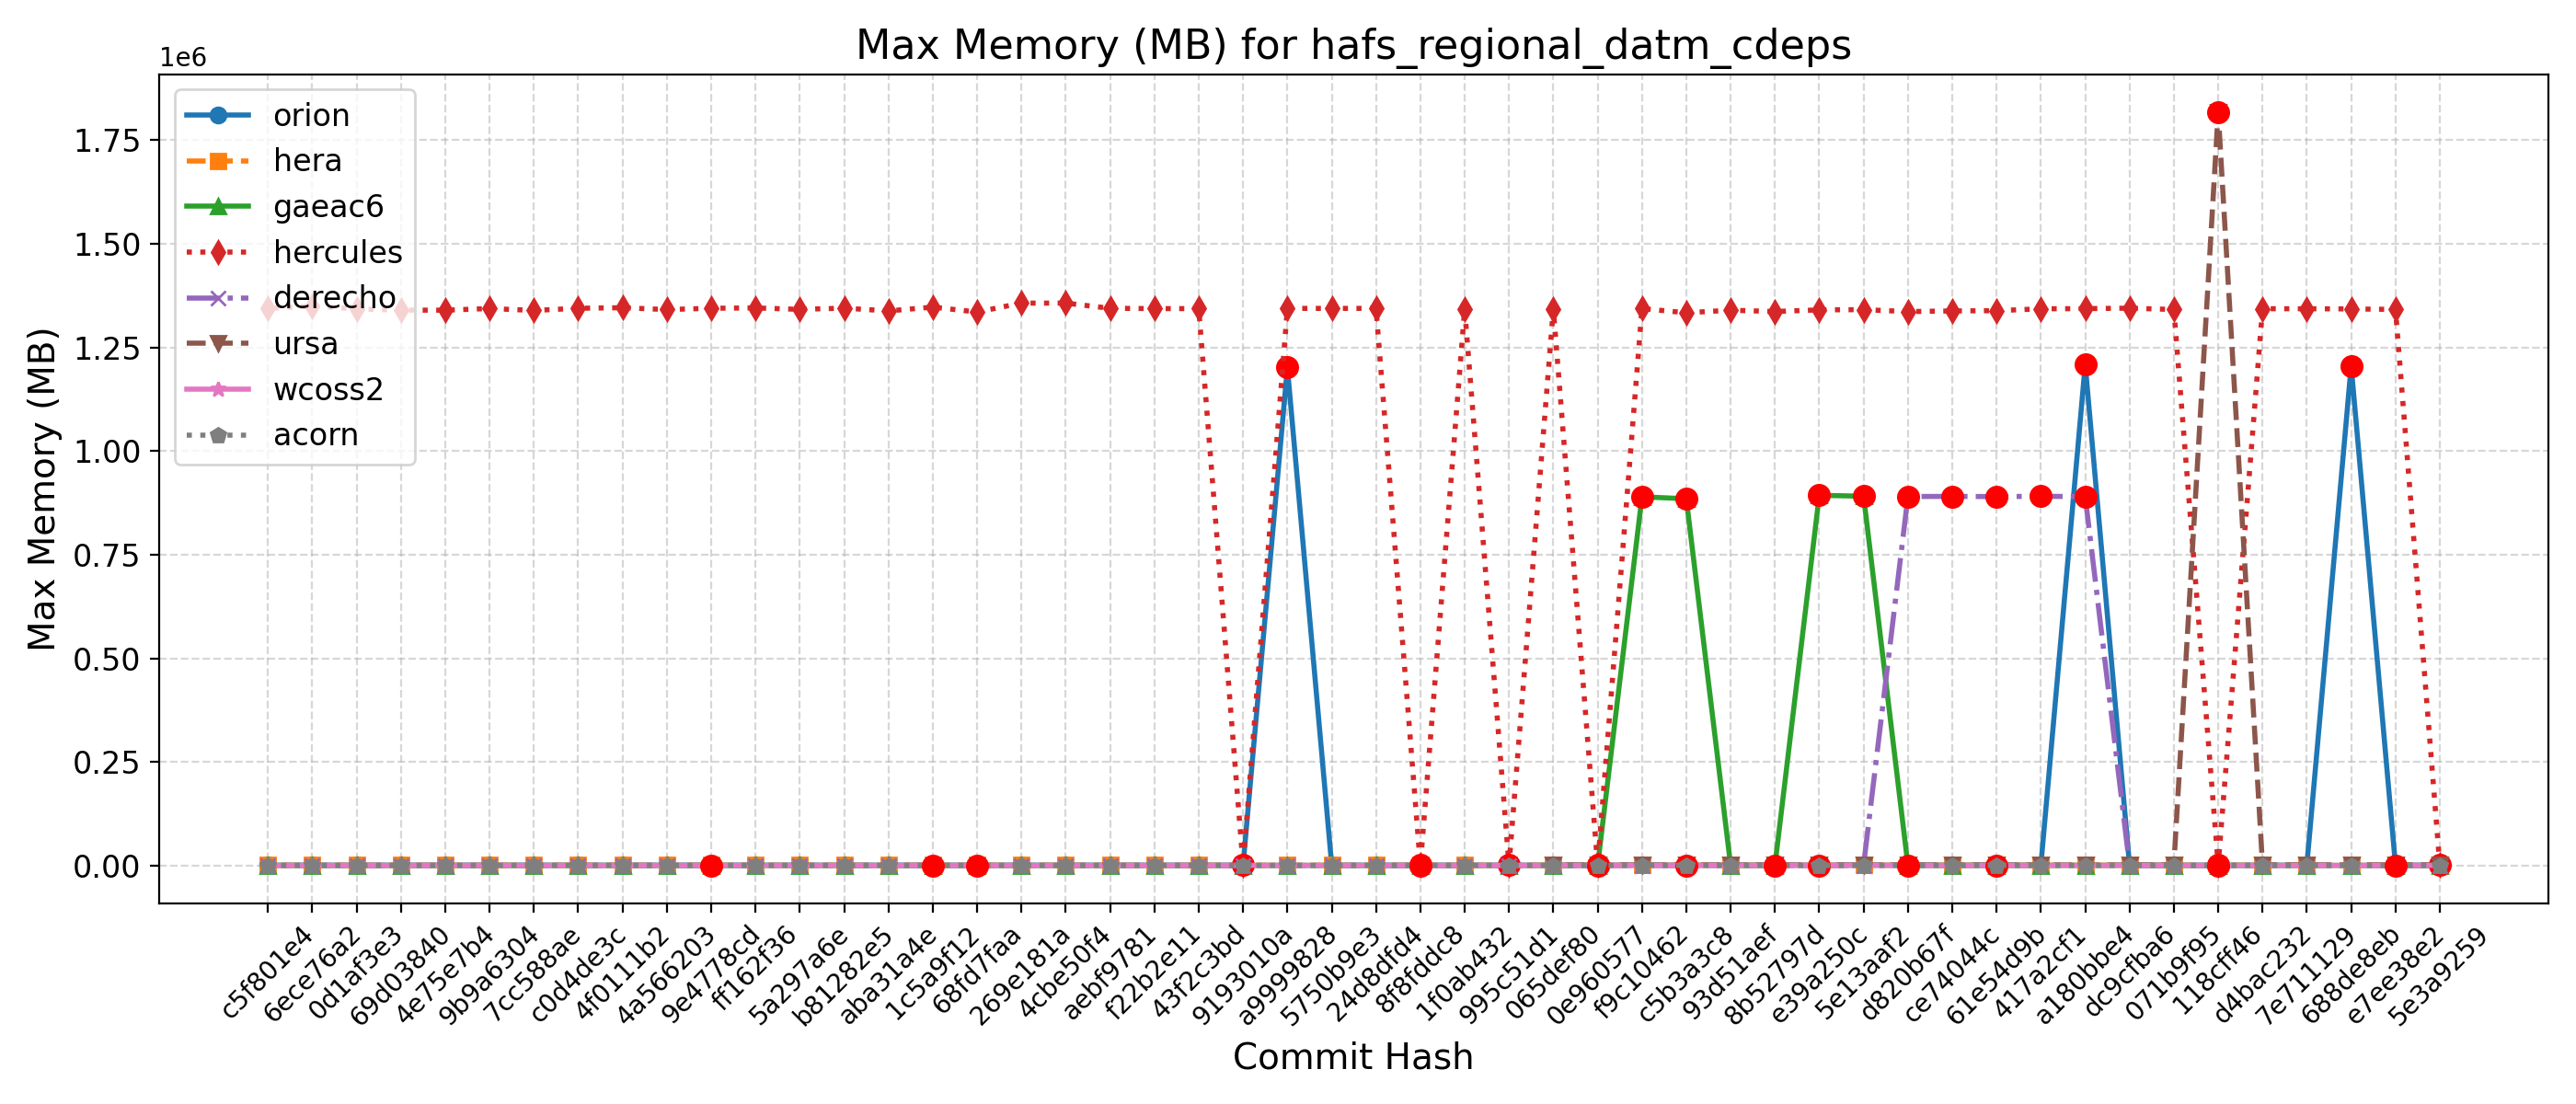 Max Memory (MB) for hafs_regional_datm_cdeps
1e6
1.75
1.50
1.25
1.00
0.75
0.50
0.25
0.00
Max Memory (MB)
orion
hera
gaeac6
hercules
derecho
ursa
wcoss2
acorn
c5f801e4
6ece76a2
0d1af3e3
69d03840
4e75e7b4
9b9a6304
7cc588ae
c0d4de3c
4f0111b2
4a566203
9e4778cd
ff162f36
5a297a6e
b81282e5
aba31a4e
1c5a9f12
68fd7faa
269e181a
4cbe50f4
aebf9781
f22b2e11
43f2c3bd
9193010a
a9999828
5750b9e3
24d8dfd4
8f8fddc8
1f0ab432
995c51d1
065def80
0e960577
f9c10462
c5b3a3c8
93d51aef
8b52797d
e39a250c
5e13aaf2
d820b67f
ce74044c
61e54d9b
417a2cf1
a180bbe4
dc9cfba6
071b9f95
118cff46
d4bac232
7e711129
688de8eb
e7ee38e2
5e3a9259
Commit Hash